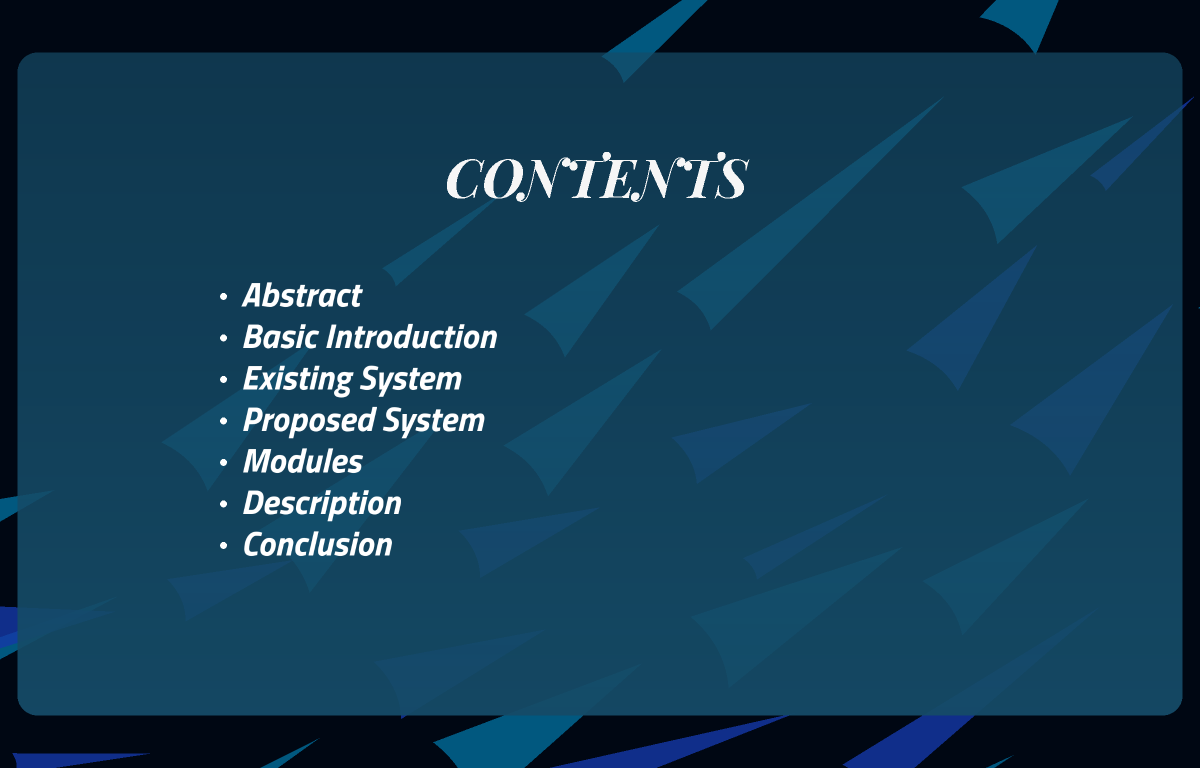 CONTENTS
• Abstract
• Basic Introduction
• Existing System
• Proposed System
• Modules
• Description
• Conclusion